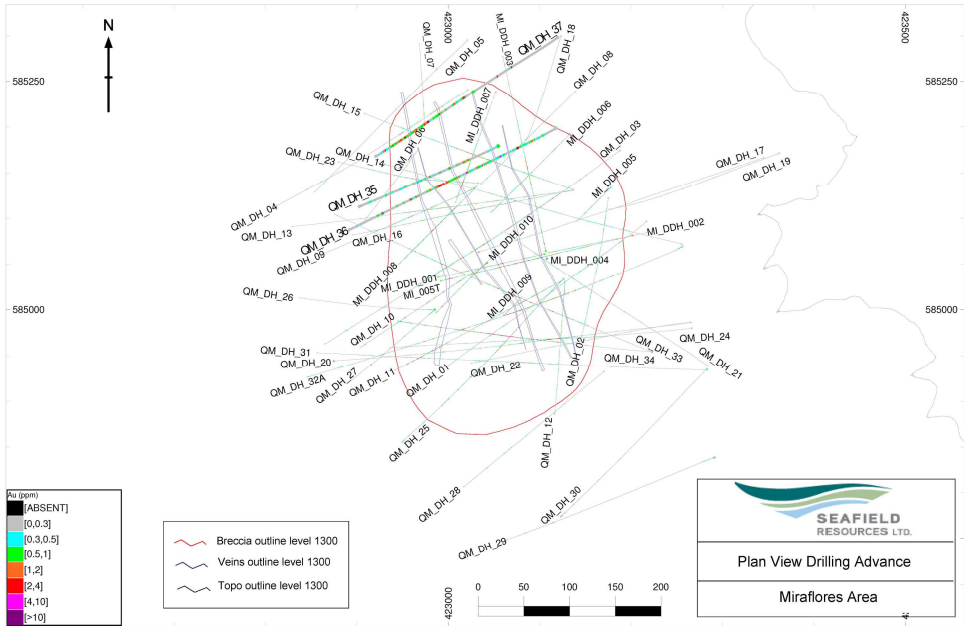 423000
423500
N
QM_DH_37
MI_DDH_003
QM_DH_18
QM_DH_05
QM_DH_07
QM_DH_08
585250
585250
QM_DH_15
MI_DDH_007
MI_DDH_006
QM_DH_06
QM_DH_03
QM_DH_14
QM_DH_23
QM_DH_17
QM_DH_19
MI_DDH_005
QM_DH_35
QM_DH_04
QM_DH_13
QM_DH_36
QM_DH_16
MI_DDH_010
MI_DDH_002
QM_DH_09
MI_DDH_008
MI_DDH_001
MI_DDH_004
MI_005T
MI_DDH_009
QM_DH_26
585000
585000
QM_DH_10
QM_DH_24
QM_DH_31
QM_DH_20
QM_DH_33
QM_DH_02
QM_DH_34
QM_DH_21
QM_DH_32A
QM_DH_27
QM_DH_11
QM_DH_01
QM_DH_22
QM_DH_25
QM_DH_12
QM_DH_28
QM_DH_30
QM_DH_29
Au (ppm)
[ABSENT]
[0,0.3]
[0.3,0.5]
[0.5,1]
[1,2]
[2,4]
[4,10]
[>10]
Breccia outline level 1300
Veins outline level 1300
Topo outline level 1300
423000
0 50 100 150 200
SEAFIELD
RESOURCES LTD.
Plan View Drilling Advance
Miraflores Area